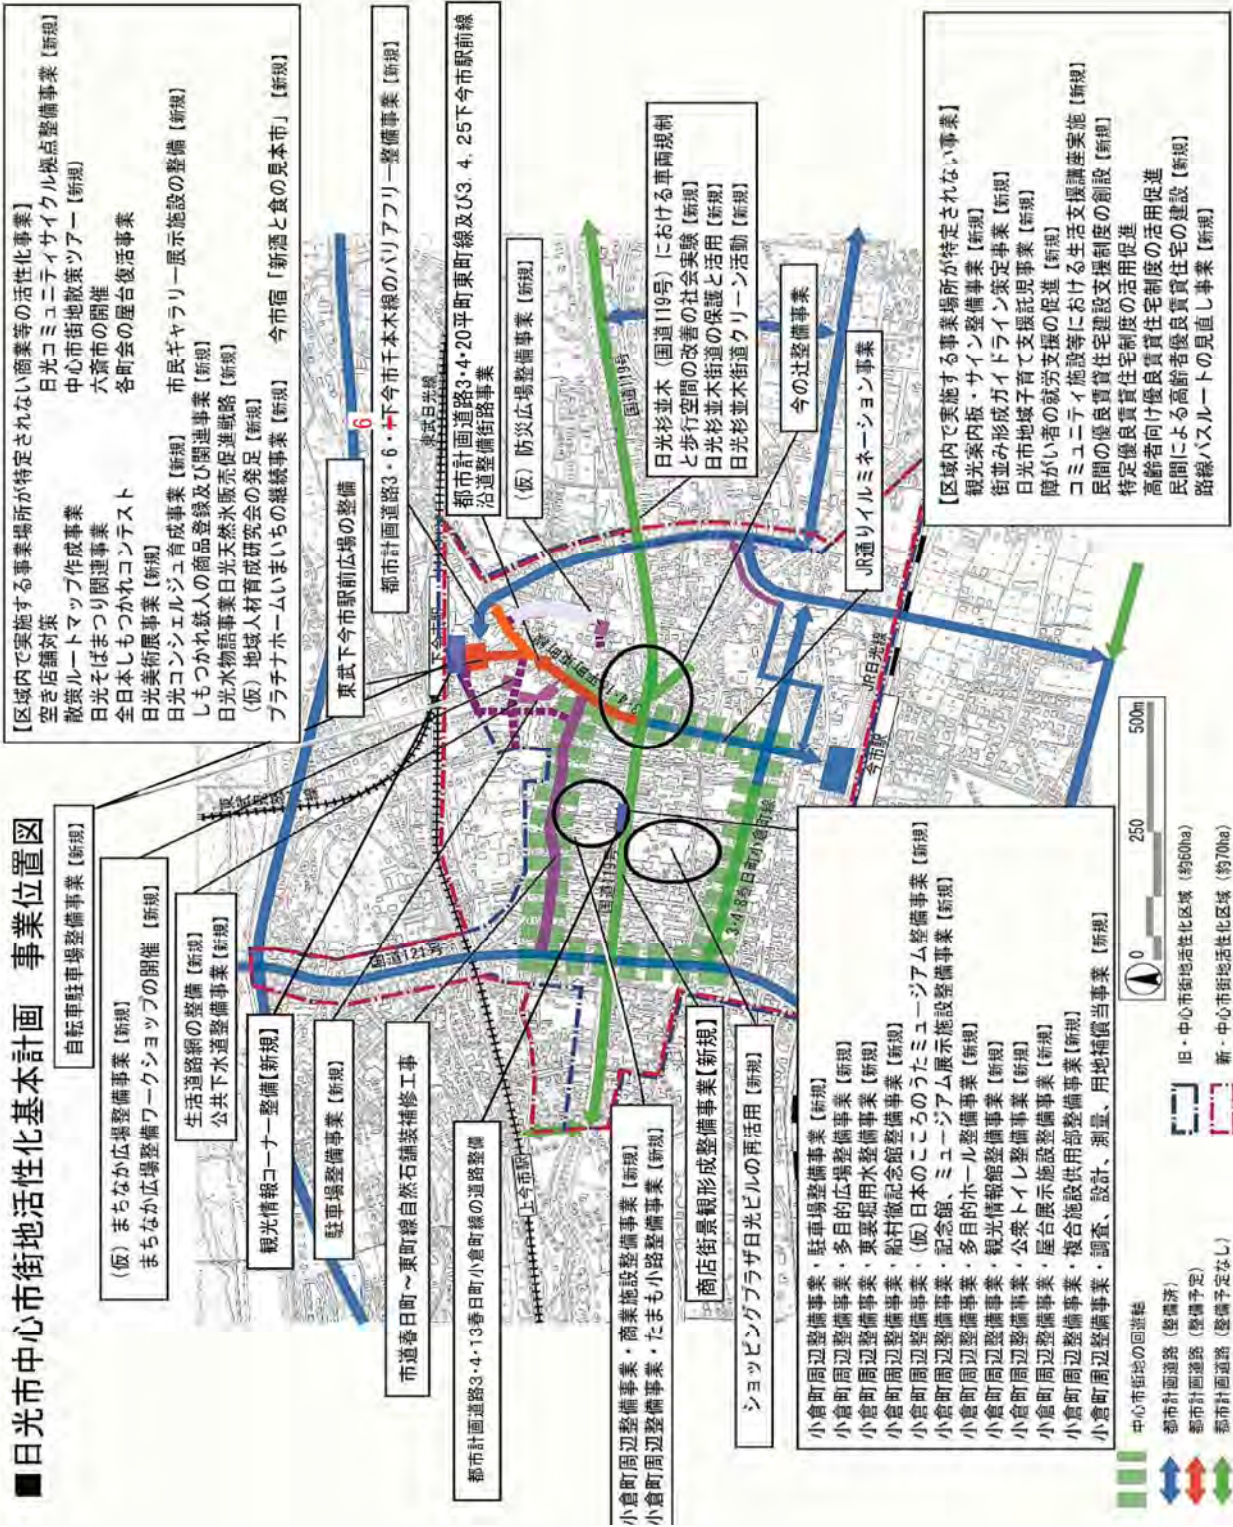 ■日光市中心市街地活性化基本計画　事業位置図
【区域内で実施する事業場所が特定されない商業等の活性化事業】
空き店舗対策　日光コミュニティサイクル拠点整備事業【新規】
散策ルートマップ作成事業　中心市街地散策ツアー【新規】
日光そばまつり関連事業　六斎市の開催
全日本しもつかれコンテスト　各町会の屋台復活事業
日光美術展事業【新規】
日光コンシェルジュ育成事業【新規】　市民ギャラリー展示施設の整備【新規】
しもつかれ鉄人の商品登録及び関連事業【新規】
日光氷物語事業日光天然氷販売促進戦略【新規】
（仮）地域人材育成研究会の発足【新規】
プラチナホームいまいちの継続事業【新規】　今市宿「新酒と食の見本市」【新規】
自転車駐車場整備事業【新規】
（仮）まちなか広場整備事業【新規】
まちなか広場整備ワークショップの開催【新規】
生活道路網の整備【新規】
公共下水道整備事業【新規】
観光情報コーナー整備【新規】
駐車場整備事業【新規】
市道春日町～東町線自然石舗装補修工事
都市計画道路3・4・13春日町小倉町線の道路整備
小倉町周辺整備事業・商業施設整備事業【新規】
小倉町周辺整備事業・たまも小路整備事業【新規】
商店街景観形成整備事業【新規】
ショッピングプラザ日光ビルの再活用【新規】
東武下今市駅前広場の整備
6
都市計画道路3・6・千下今市千本木線のバリアフリー整備事業【新規】
都市計画道路3・4・20平町東町線及び3．4．25下今市駅前線
沿道整備街路事業
（仮）防災広場整備事業【新規】
日光杉並木（国道119号）における車両規制
と歩行空間の改善の社会実験【新規】
日光杉並木街道の保護と活用【新規】
日光杉並木街道クリーン活動【新規】
今の辻整備事業
JR通りイルミネーション事業
【区域内で実施する事業場所が特定されない事業】
観光案内板・サイン整備事業【新規】
街並み形成ガイドライン策定事業【新規】
日光市地域子育て支援託児事業【新規】
障がい者の就労支援の促進【新規】
コミュニティ施設等における生活支援講座実施【新規】
民間の優良賃貸住宅建設支援制度の創設【新規】
特定優良賃貸住宅制度の活用促進
高齢者向け優良賃貸住宅制度の活用促進
民間による高齢者優良賃貸住宅の建設【新規】
路線バスルートの見直し事業【新規】
小倉町周辺整備事業・駐車場整備事業【新規】
小倉町周辺整備事業・多目的広場整備事業【新規】
小倉町周辺整備事業・東裏堀用水整備事業【新規】
小倉町周辺整備事業・船村徹記念館整備事業【新規】
小倉町周辺整備事業・（仮）日本のこころのうたミュージアム整備事業【新規】
小倉町周辺整備事業・記念館、ミュージアム展示施設整備事業【新規】
小倉町周辺整備事業・多目的ホール整備事業【新規】
小倉町周辺整備事業・観光情報館整備事業【新規】
小倉町周辺整備事業・公衆トイレ整備事業【新規】
小倉町周辺整備事業・屋台展示施設整備事業【新規】
小倉町周辺整備事業・複合施設供用部整備事業【新規】
小倉町周辺整備事業・調査、設計、測量、用地補償当事業【新規】
東武日光線
下今市駅
国道121号
国道119号
国道119号
上今市駅
今市駅
JR日光線
3・4・8春日町小倉町線
中心市街地の回遊軸
都市計画道路（整備済）
都市計画道路（整備予定）
都市計画道路（整備予定なし）
旧・中心市街地活性化区域（約60ha）
新・中心市街地活性化区域（約70ha）
0　250　500m